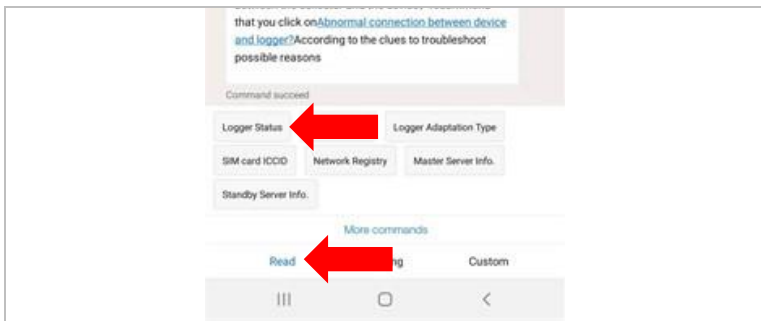 that you click onAbnormal connection between device
and logger?According to the clues to troubleshoot
possible reasons
Command succeed
Logger Status Logger Adaptation Type
SIM card ICCID Network Registry Master Server Info.
Standby Server Info.
More commands
Read ng Custom